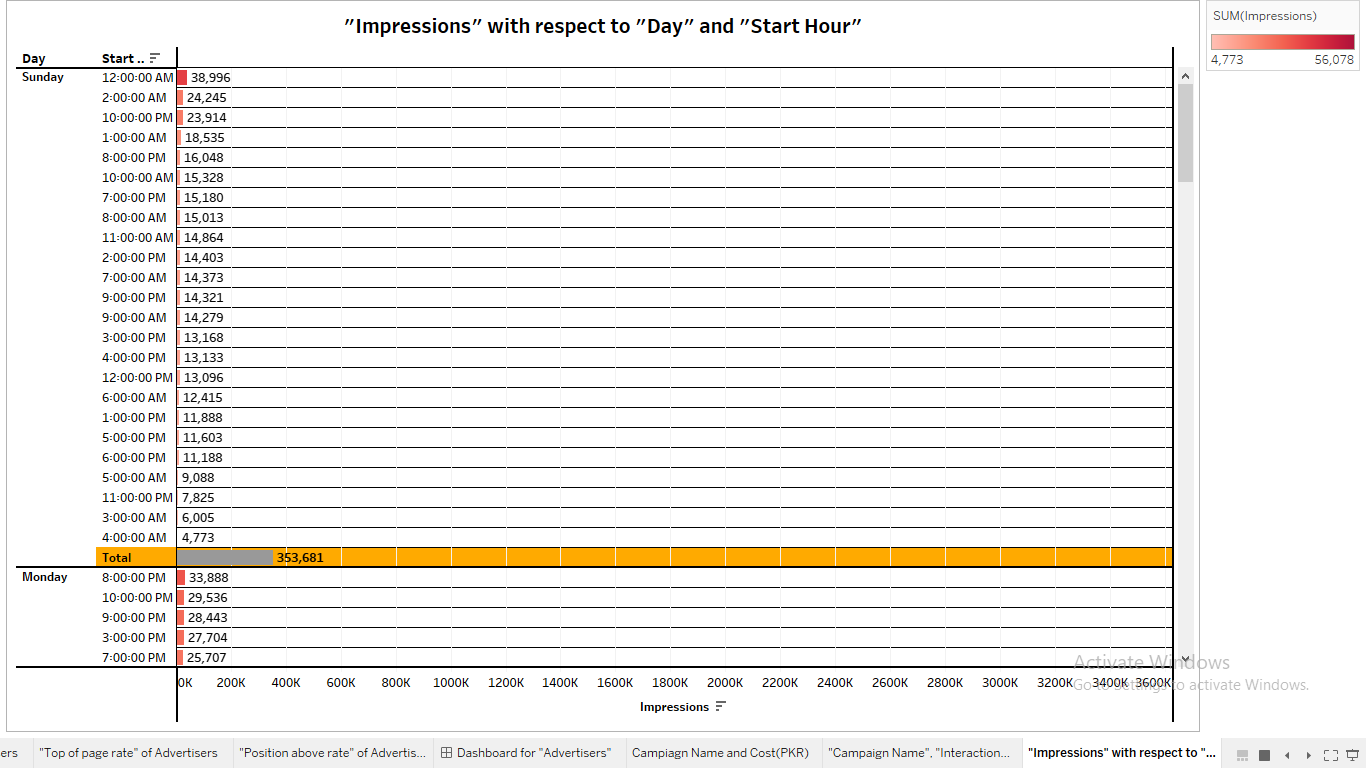 "Impressions" with respect to "Day" and "Start Hour"
SUM(Impressions)
4,773 56,078
Day Start ..
Sunday 12:00:00 AM 38,996
2:00:00 AM 24,245
10:00:00 PM 23,914
1:00:00 AM 18,535
8:00:00 PM 16,048
10:00:00 AM 15,328
7:00:00 PM 15,180
8:00:00 AM 15,013
11:00:00 AM 14,864
2:00:00 PM 14,403
7:00:00 AM 14,373
9:00:00 PM 14,321
9:00:00 AM 14,279
3:00:00 PM 13,168
4:00:00 PM 13,133
12:00:00 PM 13,096
6:00:00 AM 12,415
1:00:00 PM 11,888
5:00:00 PM 11,603
6:00:00 PM 11,188
5:00:00 AM 9,088
11:00:00 PM 7,825
3:00:00 AM 6,005
4:00:00 AM 4,773
Total 353,681
Monday 8:00:00 PM 33,888
10:00:00 PM 29,536
9:00:00 PM 28,443
3:00:00 PM 27,704
7:00:00 PM 25,707
0K 200K 400K 600K 800K 1000K 1200K 1400K 1600K 1800K 2000K 2200K 2400K 2600K 2800K 3000K 3200K 3400K 3600K
Impressions
Activate Windows
Go to Settings to activate Windows.
ers "Top of page rate" of Advertisers "Position above rate" of Advertis... Dashboard for "Advertisers" Campiagn Name and Cost(PKR) "Campaign Name", "Interaction... "Impressions" with respect to "...